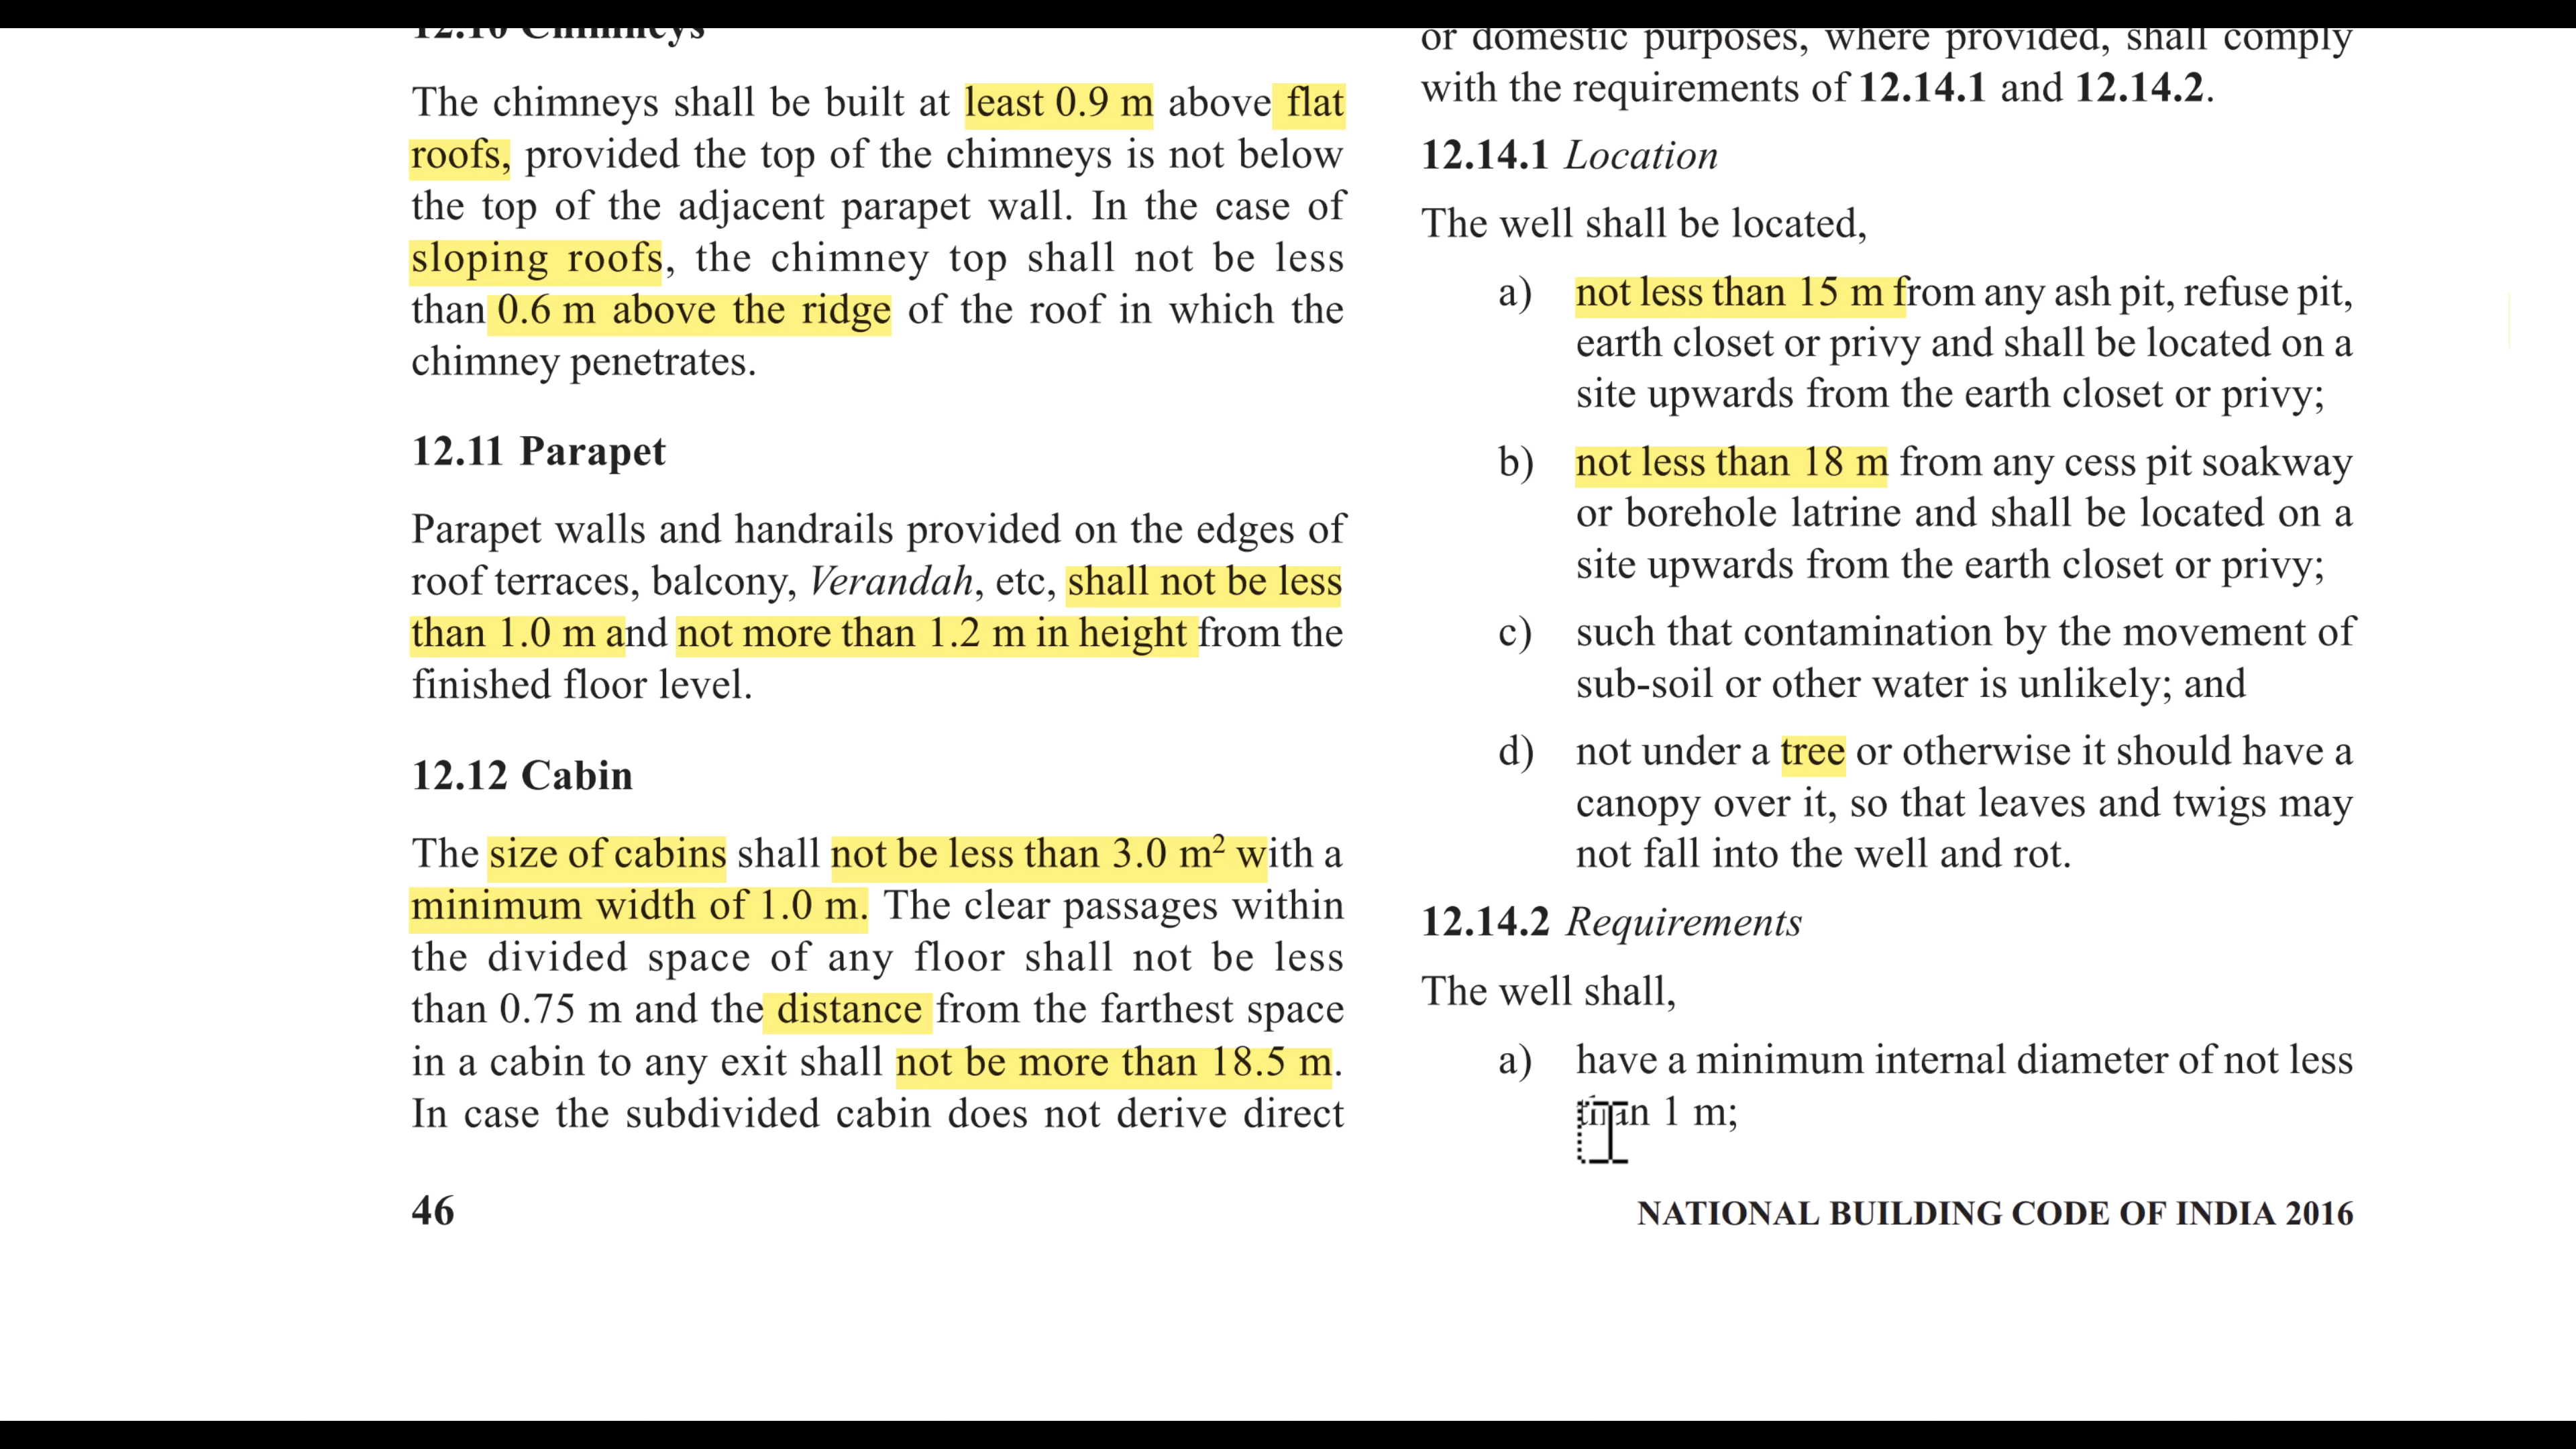 12.10 Chimneys
The chimneys shall be built at least 0.9 m above flat
roofs, provided the top of the chimneys is not below
the top of the adjacent parapet wall. In the case of
sloping roofs, the chimney top shall not be less
than 0.6 m above the ridge of the roof in which the
chimney penetrates.
12.11 Parapet
Parapet walls and handrails provided on the edges of
roof terraces, balcony, Verandah, etc, shall not be less
than 1.0 m and not more than 1.2 m in height from the
finished floor level.
12.12 Cabin
The size of cabins shall not be less than 3.0 m² with a
minimum width of 1.0 m. The clear passages within
the divided space of any floor shall not be less
than 0.75 m and the distance from the farthest space
in a cabin to any exit shall not be more than 18.5 m.
In case the subdivided cabin does not derive direct
or domestic purposes, where provided, shall comply
with the requirements of 12.14.1 and 12.14.2.
12.14.1 Location
The well shall be located,
a) not less than 15 m from any ash pit, refuse pit,
earth closet or privy and shall be located on a
site upwards from the earth closet or privy;
b) not less than 18 m from any cess pit soakway
or borehole latrine and shall be located on a
site upwards from the earth closet or privy;
c) such that contamination by the movement of
sub-soil or other water is unlikely; and
d) not under a tree or otherwise it should have a
canopy over it, so that leaves and twigs may
not fall into the well and rot.
12.14.2 Requirements
The well shall,
a) have a minimum internal diameter of not less
than 1 m;
46
NATIONAL BUILDING CODE OF INDIA 2016